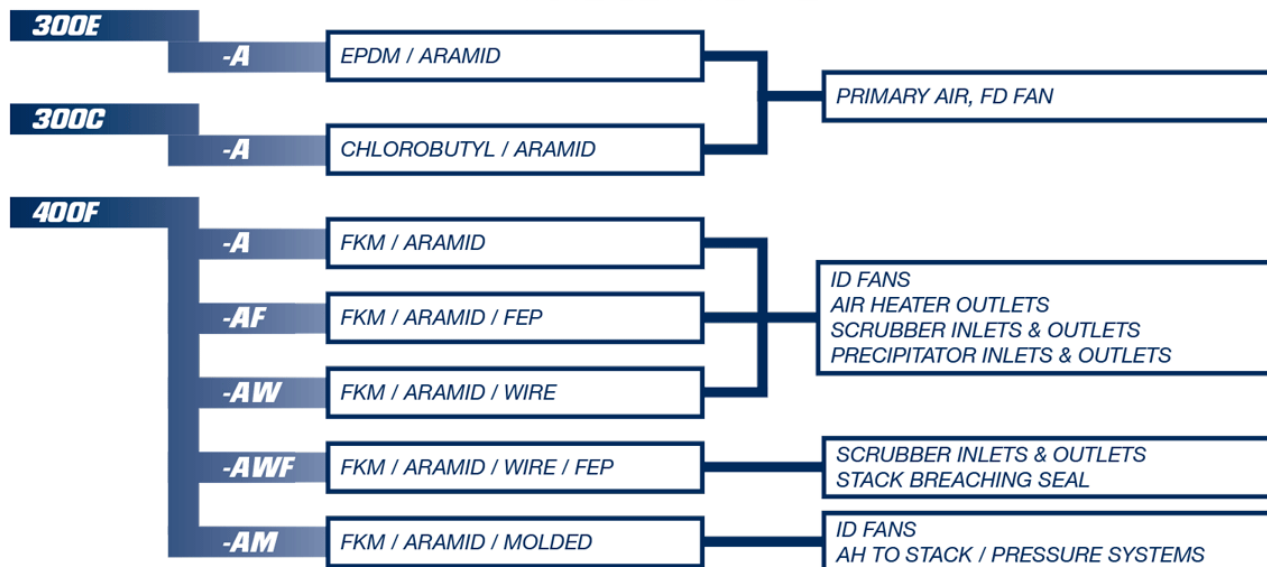 300E
-A
EPDM / ARAMID
PRIMARY AIR, FD FAN
300C
-A
CHLOROBUTYL / ARAMID
400F
-A
FKM / ARAMID
-AF
FKM / ARAMID / FEP
-AW
FKM / ARAMID / WIRE
ID FANS
AIR HEATER OUTLETS
SCRUBBER INLETS & OUTLETS
PRECIPITATOR INLETS & OUTLETS
-AWF
FKM / ARAMID / WIRE / FEP
SCRUBBER INLETS & OUTLETS
STACK BREACHING SEAL
-AM
FKM / ARAMID / MOLDED
ID FANS
AH TO STACK / PRESSURE SYSTEMS